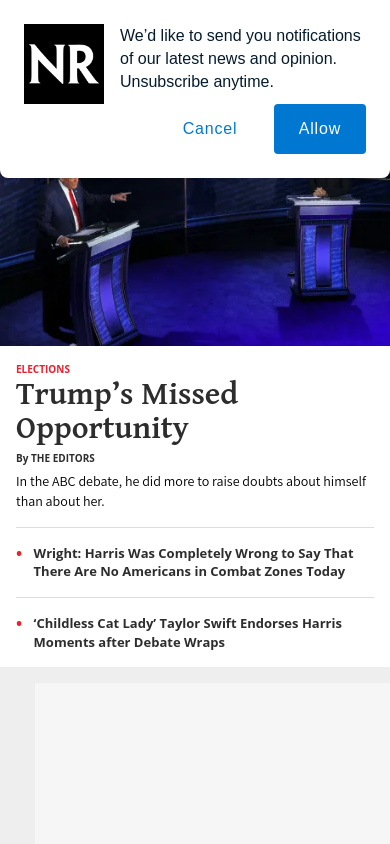 NR
We’d like to send you notifications
of our latest news and opinion.
Unsubscribe anytime.
Cancel
Allow
ELECTIONS
Trump’s Missed
Opportunity
By THE EDITORS
In the ABC debate, he did more to raise doubts about himself
than about her.
• Wright: Harris Was Completely Wrong to Say That
There Are No Americans in Combat Zones Today
• ‘Childless Cat Lady’ Taylor Swift Endorses Harris
Moments after Debate Wraps